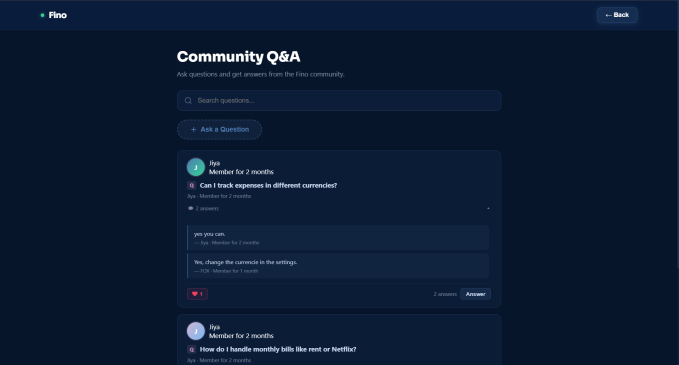 Fino
← Back
Community Q&A
Ask questions and get answers from the Fino community.
Search questions...
+ Ask a Question
J
Jiya
Member for 2 months
Q Can I track expenses in different currencies?
Jiya · Member for 2 months
2 answers
yes you can.
— Jiya · Member for 2 months
Yes, change the currencie in the settings.
— FOX · Member for 1 month
1
2 answers Answer
J
Jiya
Member for 2 months
Q How do I handle monthly bills like rent or Netflix?
Jiya · Member for 2 months